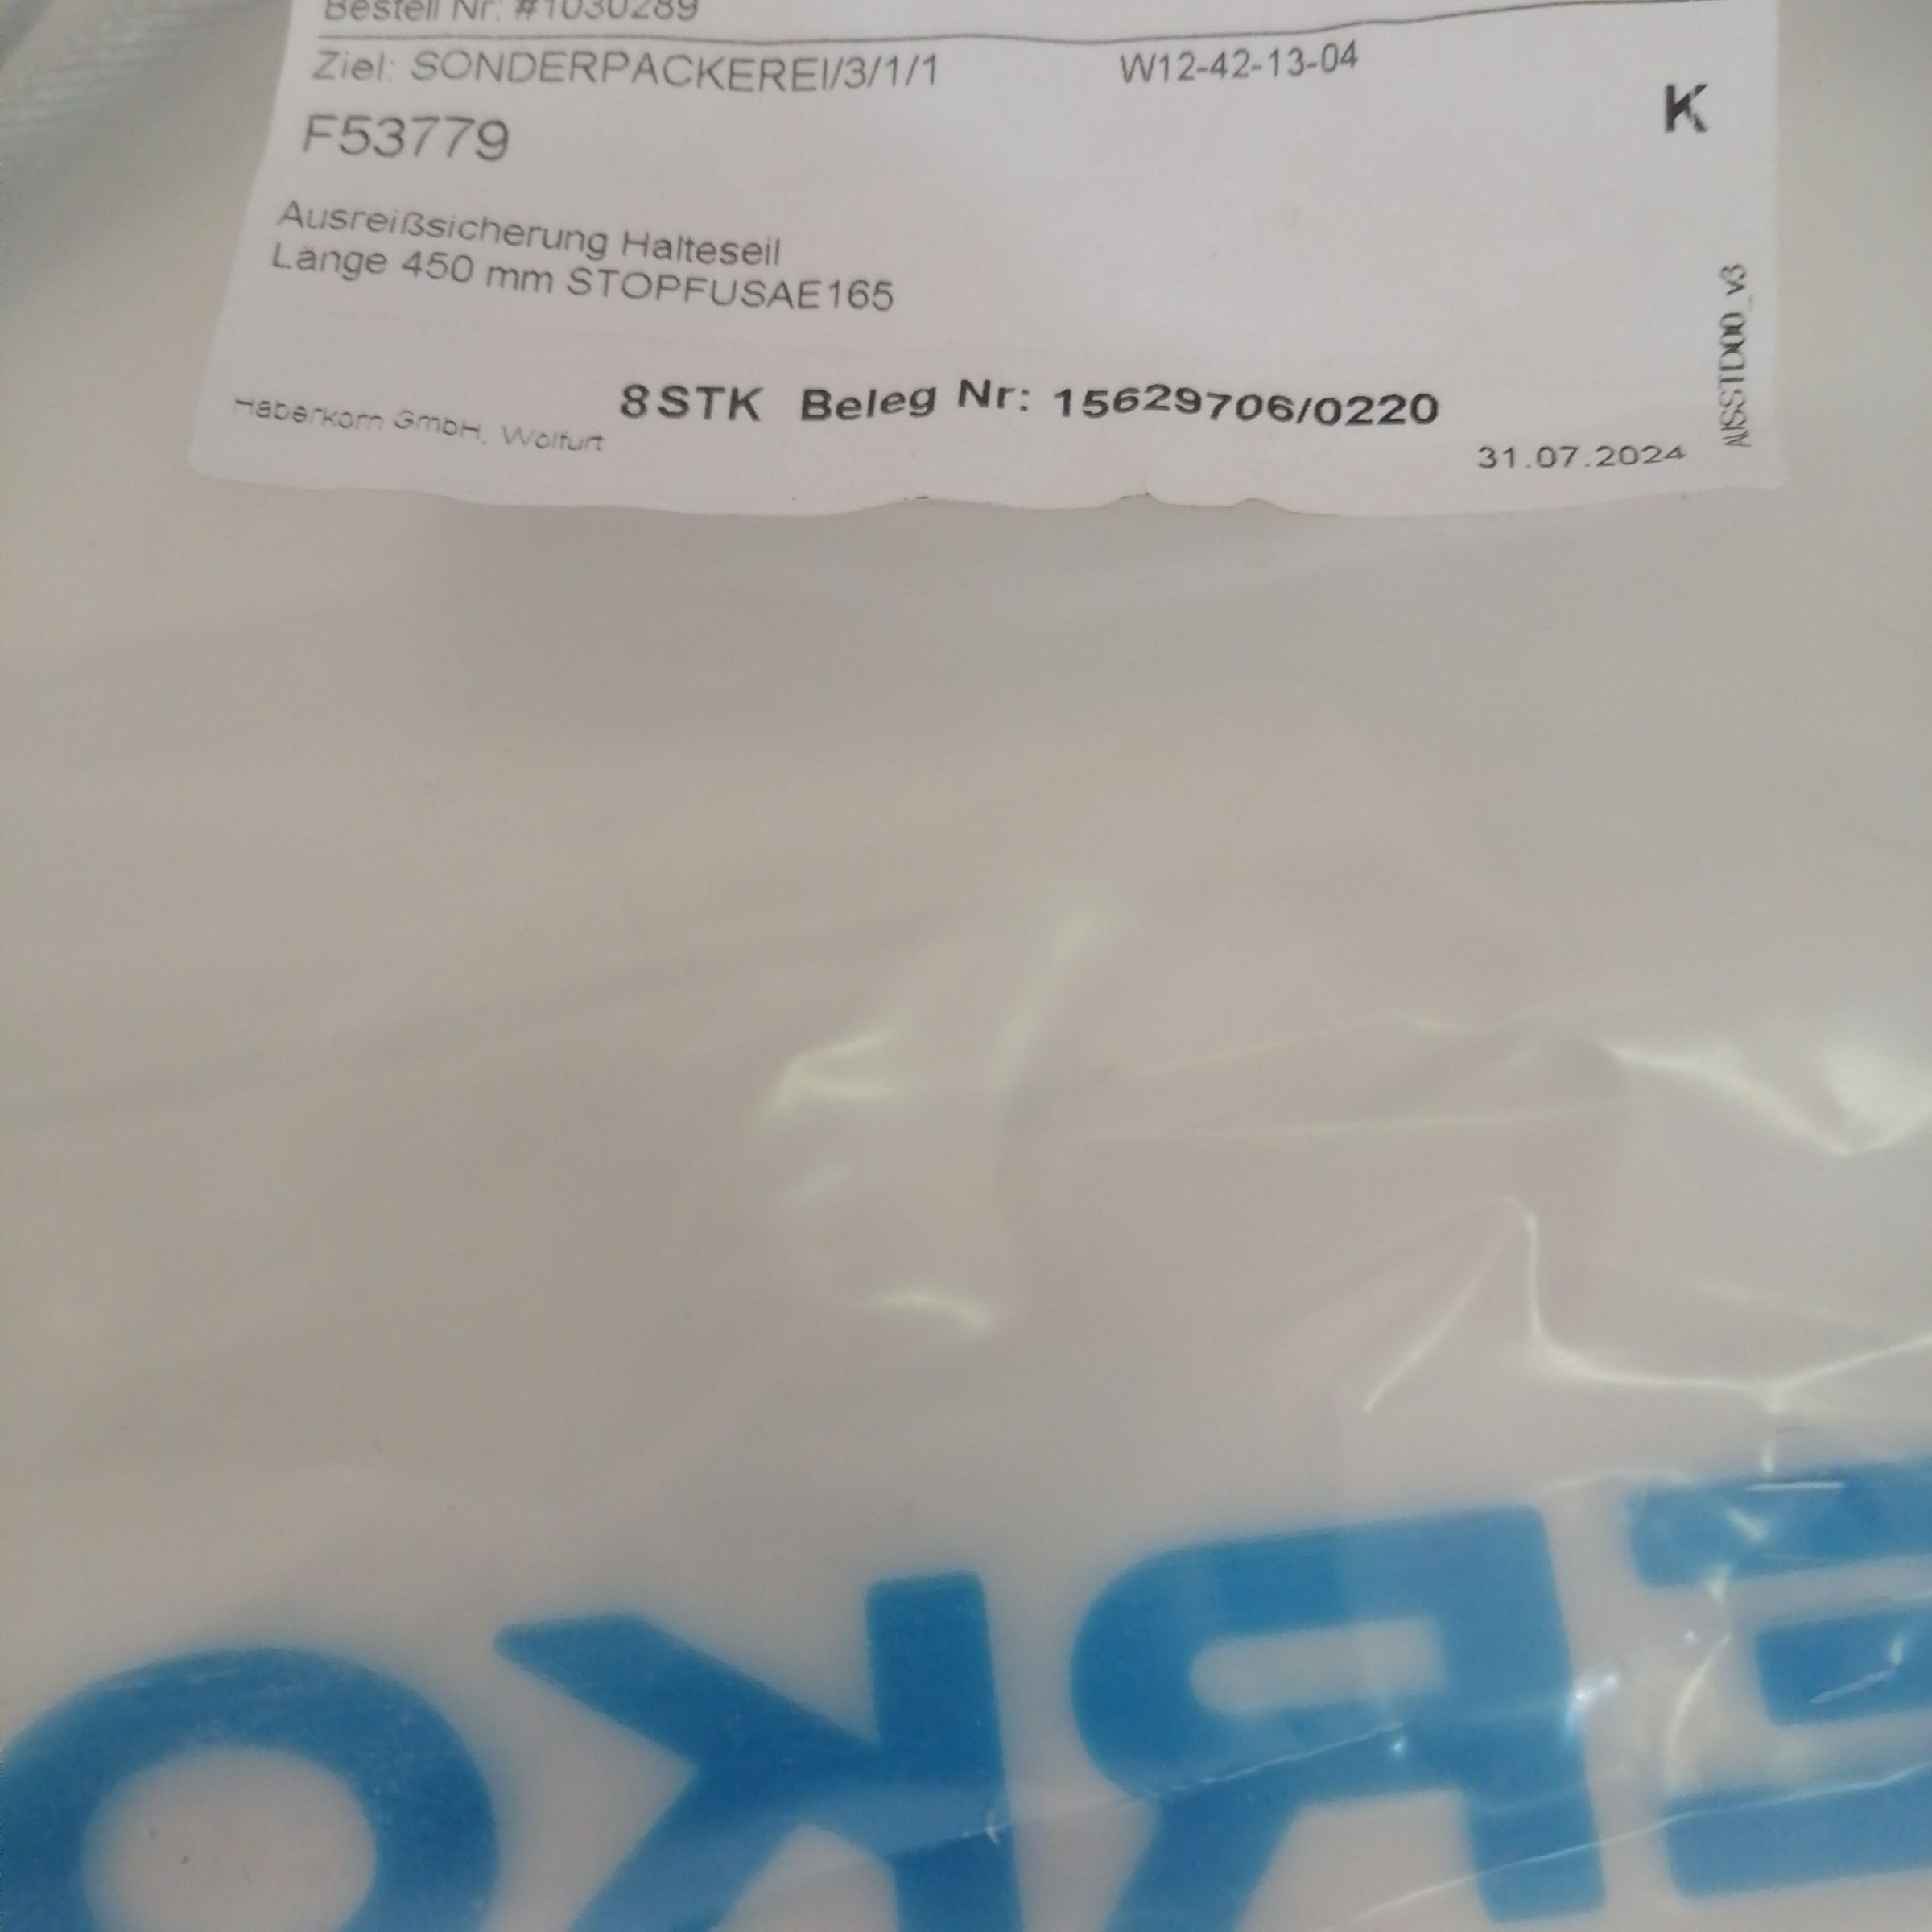 Bestell Nr: #1030289
Ziel: SONDERPACKEREI/3/1/1 W12-42-13-04
K
F53779
Ausreißsicherung Halteseil
Länge 450 mm STOPFUSAE165
8STK Beleg Nr: 15629706/0220
Haberkorn GmbH, Wolfurt
31.07.2024
ERKO